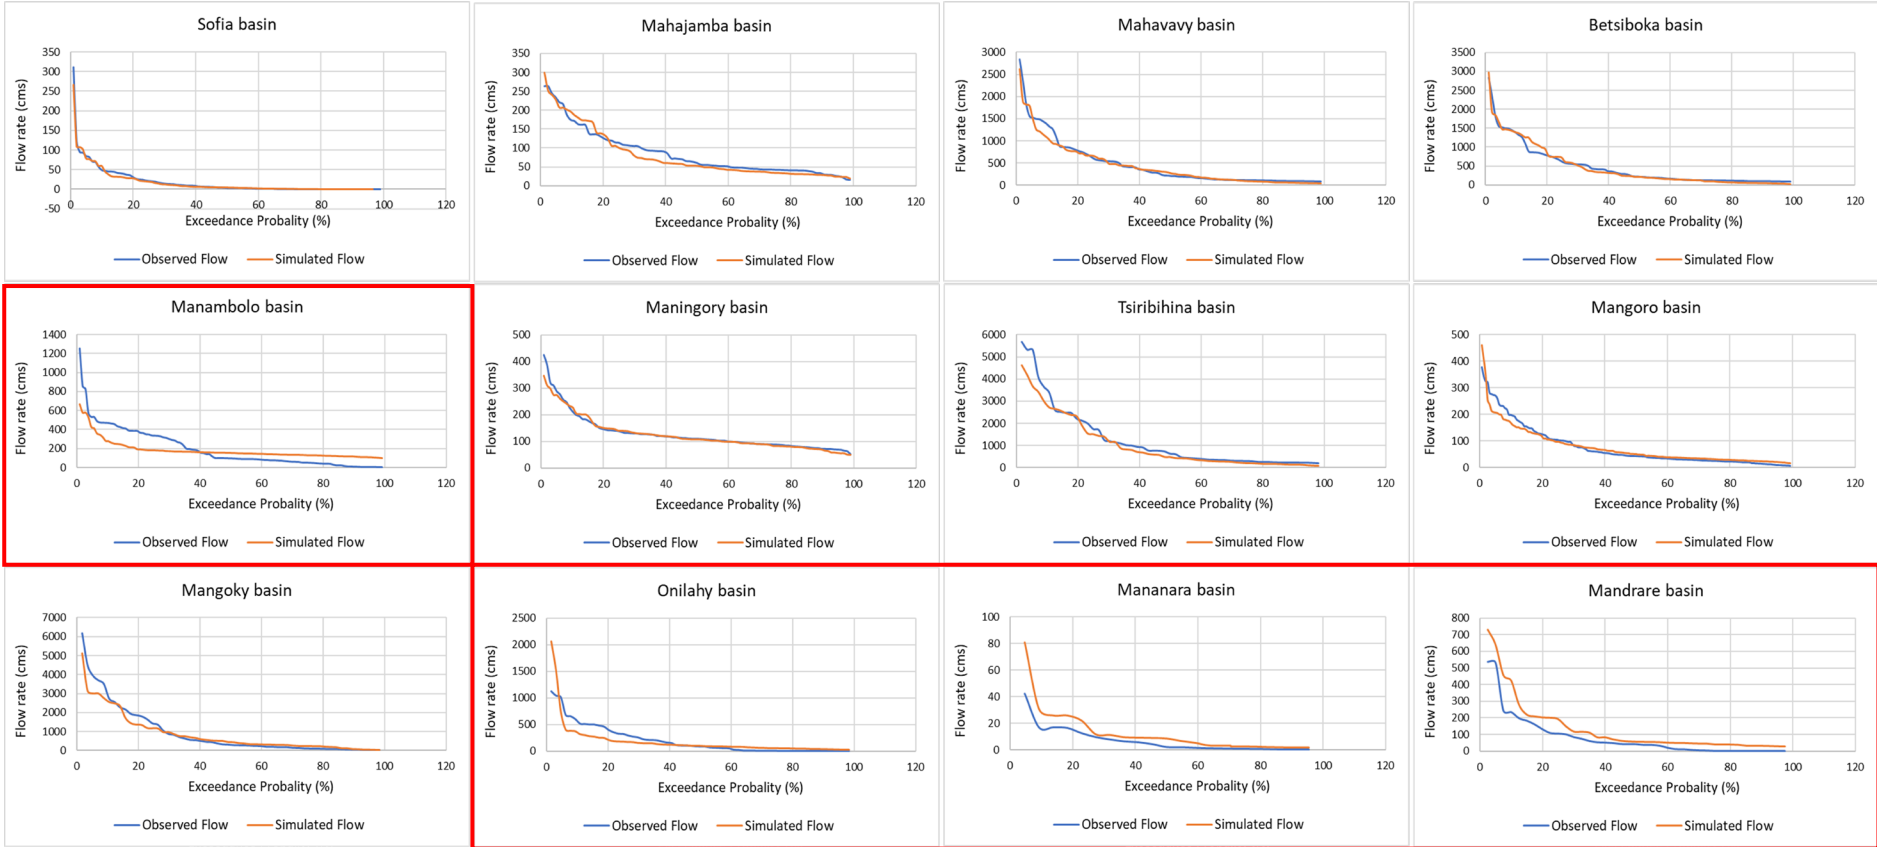 Sofia basin
350
300
250
200
150
100
50
0
-50
Flow rate (cms)
0 20 40 60 80 100 120
Exceedance Probality (%)
Observed Flow Simulated Flow
Mahajamba basin
350
300
250
200
150
100
50
0
Flow rate (cms)
0 20 40 60 80 100 120
Exceedance Probality (%)
Observed Flow Simulated Flow
Mahavavy basin
3000
2500
2000
1500
1000
500
0
Flow rate (cms)
0 20 40 60 80 100 120
Exceedance Probality (%)
Observed Flow Simulated Flow
Betsiboka basin
3500
3000
2500
2000
1500
1000
500
0
Flow rate (cms)
0 20 40 60 80 100 120
Exceedance Probality (%)
Observed Flow Simulated Flow
Manambolo basin
1400
1200
1000
800
600
400
200
0
Flow rate (cms)
0 20 40 60 80 100 120
Exceedance Probality (%)
Observed Flow Simulated Flow
Maningory basin
500
400
300
200
100
0
Flow rate (cms)
0 20 40 60 80 100 120
Exceedance Probality (%)
Observed Flow Simulated Flow
Tsiribihina basin
6000
5000
4000
3000
2000
1000
0
Flow rate (cms)
0 20 40 60 80 100 120
Exceedance Probality (%)
Observed Flow Simulated Flow
Mangoro basin
500
400
300
200
100
0
Flow rate (cms)
0 20 40 60 80 100 120
Exceedance Probality (%)
Observed Flow Simulated Flow
Mangoky basin
7000
6000
5000
4000
3000
2000
1000
0
Flow rate (cms)
0 20 40 60 80 100 120
Exceedance Probality (%)
Observed Flow Simulated Flow
Onilahy basin
2500
2000
1500
1000
500
0
Flow rate (cms)
0 20 40 60 80 100 120
Exceedance Probality (%)
Observed Flow Simulated Flow
Mananara basin
100
80
60
40
20
0
Flow rate (cms)
0 20 40 60 80 100 120
Exceedance Probality (%)
Observed Flow Simulated Flow
Mandrare basin
800
700
600
500
400
300
200
100
0
Flow rate (cms)
0 20 40 60 80 100 120
Exceedance Probality (%)
Observed Flow Simulated Flow